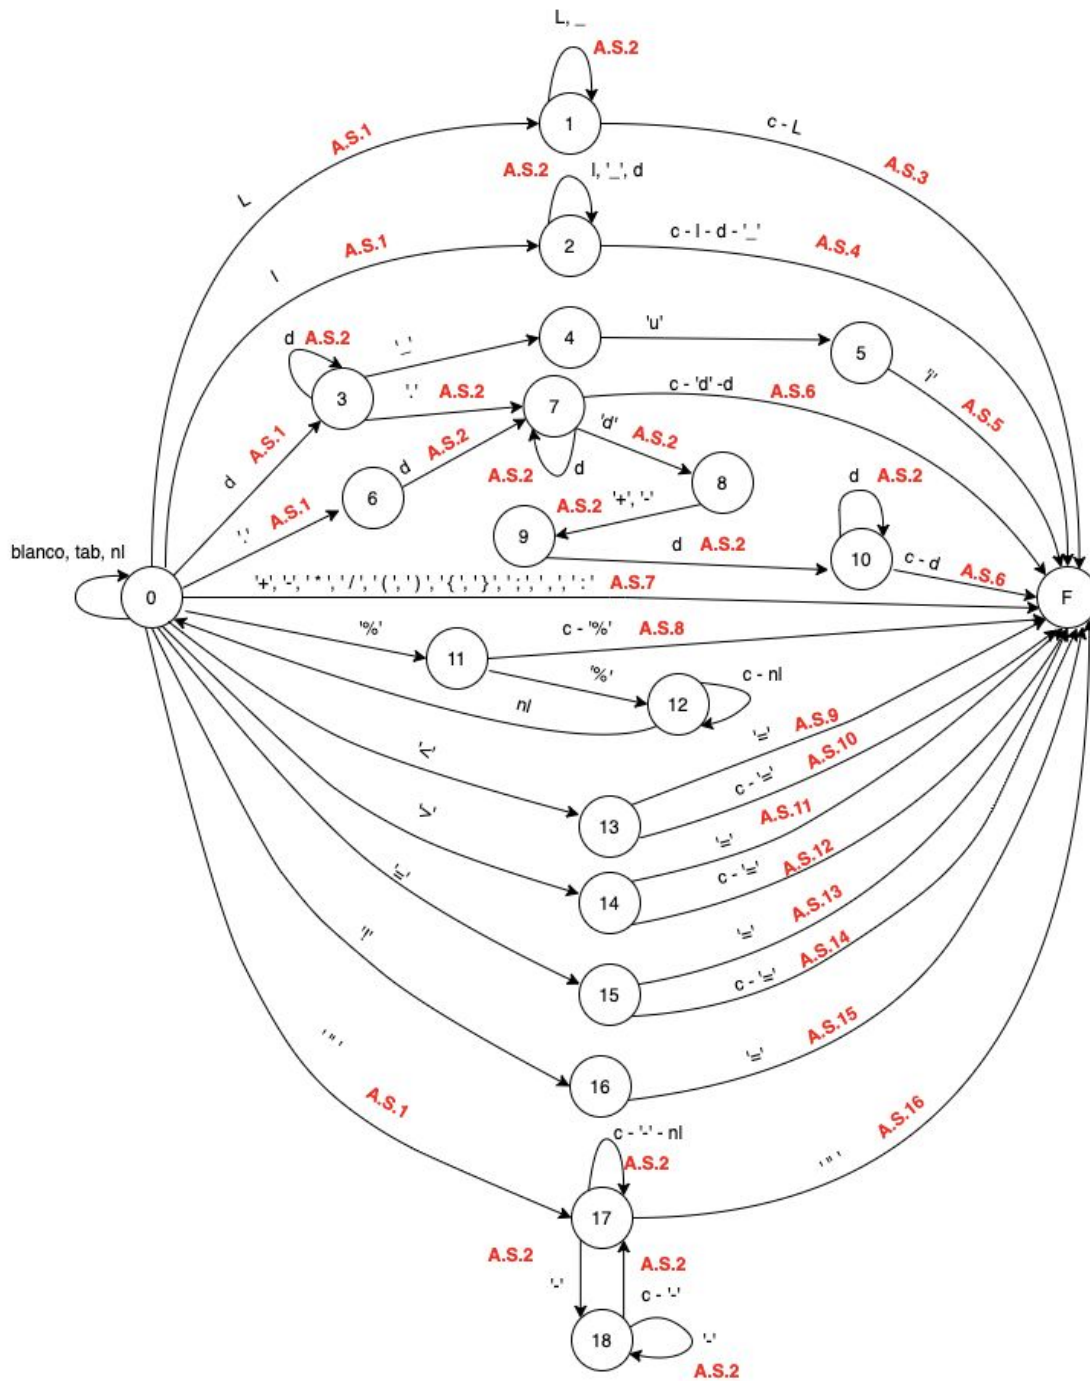 L, _
A.S.2
1
c - L
A.S.1
A.S.3
L
A.S.2
l, '_', d
2
c - l - d - '_'
A.S.4
A.S.1
l
'u'
4
5
d A.S.2
'_'
3
'.'
A.S.2
7
c - 'd' -d
A.S.6
'i'
A.S.5
'd'
A.S.2
A.S.1
d
d
A.S.2
A.S.2
d
8
6
'.'
A.S.1
A.S.2
'+', '-'
9
d A.S.2
d A.S.2
10
c - d
A.S.6
blanco, tab, nl
0
'+', '-', '*', '/', '(', ')', '{', '}', ';', ',', ':'
A.S.7
F
'%'
11
c - '%'
A.S.8
'%'
12
c - nl
nl
'<'
13
'='
A.S.9
c - '='
A.S.10
'>'
14
'='
A.S.11
c - '='
A.S.12
'='
15
'='
A.S.13
c - '='
A.S.14
'!'
16
'='
A.S.15
' " '
A.S.1
c - '-' - nl
A.S.2
17
' " '
A.S.16
A.S.2
'-'
A.S.2
c - '-'
18
'-'
A.S.2